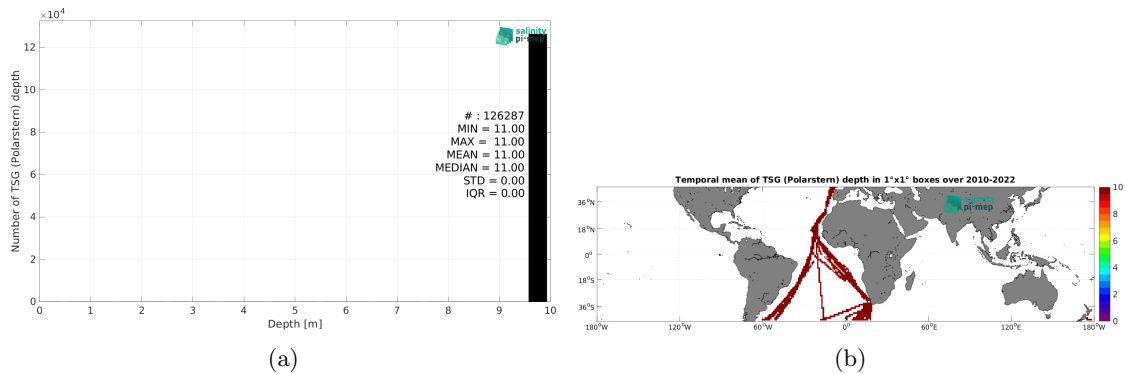 ×10⁴
12
10
8
6
4
2
0
Number of TSG (Polarstern) depth
salinity
pi-mep
# : 126287
MIN = 11.00
MAX = 11.00
MEAN = 11.00
MEDIAN = 11.00
STD = 0.00
IQR = 0.00
0 1 2 3 4 5 6 7 8 9 10
Depth [m]
(a)
Temporal mean of TSG (Polarstern) depth in 1°x1° boxes over 2010-2022
salinity
pi-mep
36°N
18°N
0°
18°S
36°S
180°W 120°W 60°W 0° 60°E 120°E 180°W
10
8
6
4
2
0
(b)